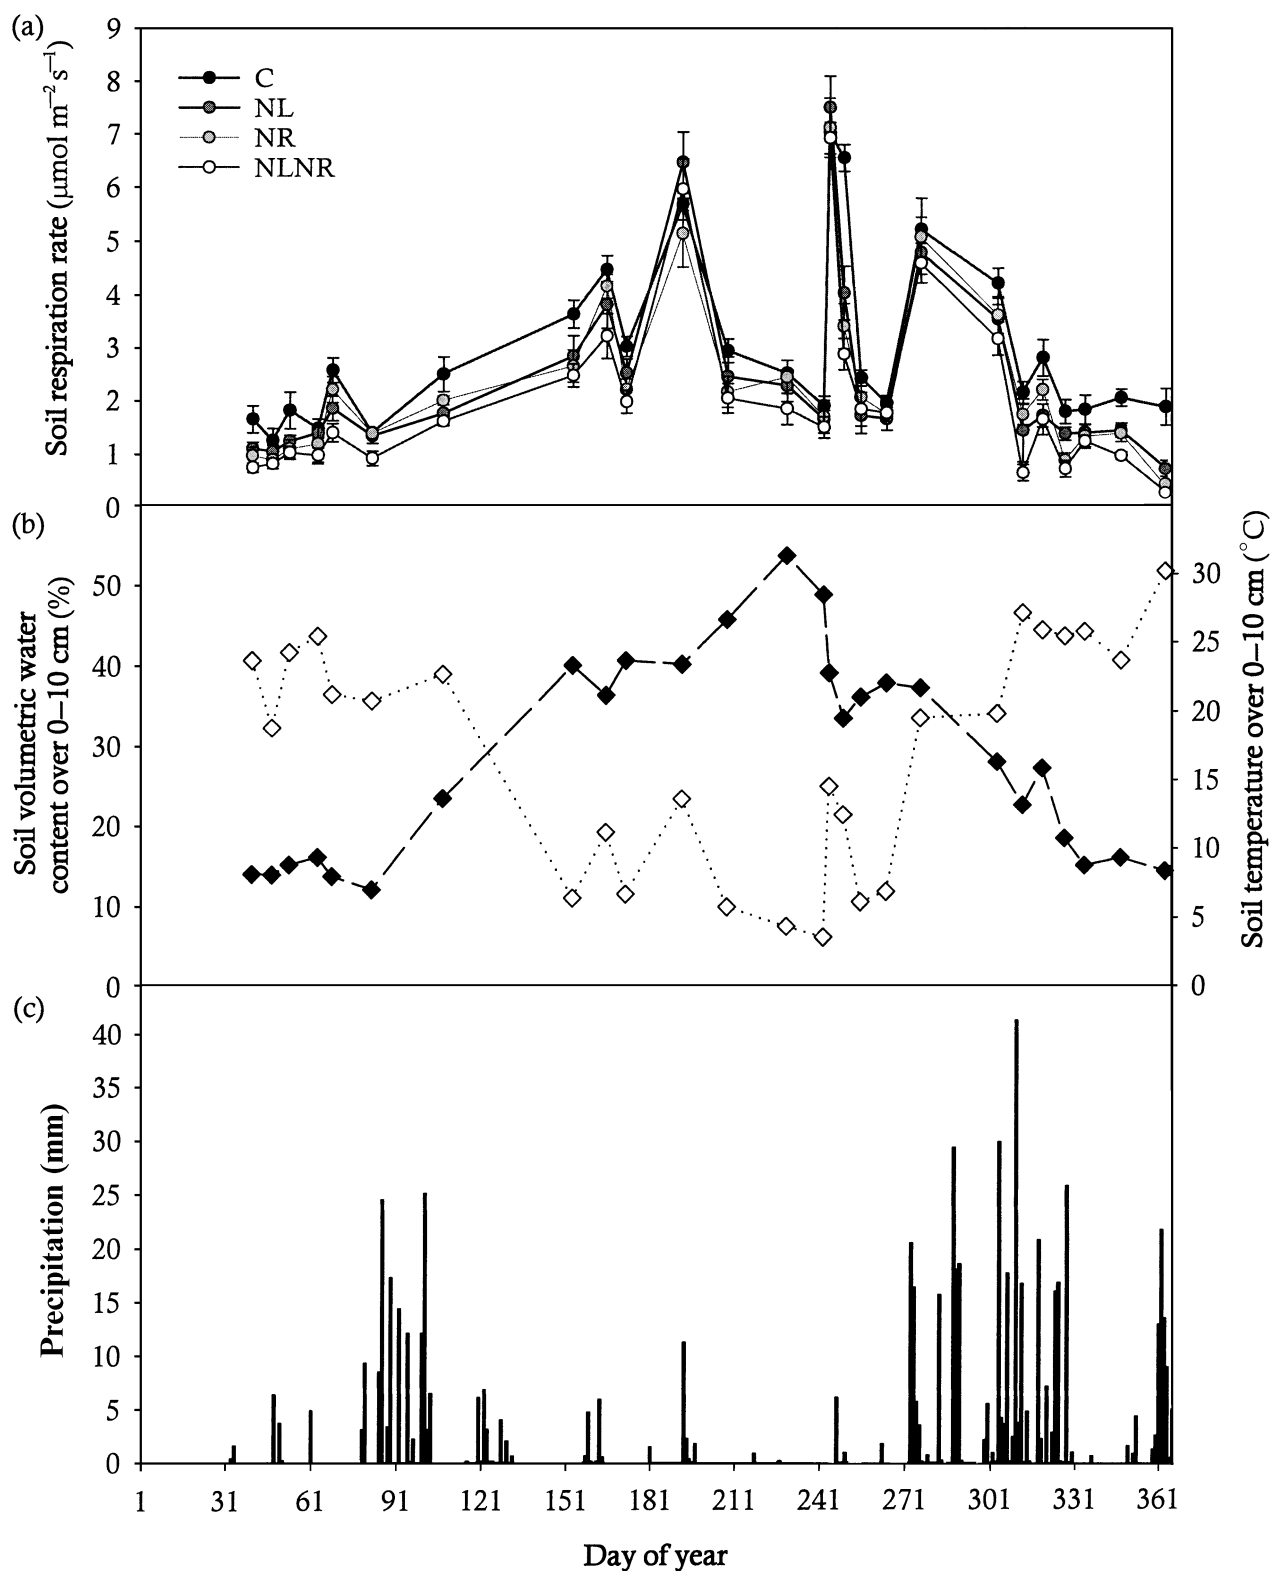 (a)
Soil respiration rate (μmol m−2 s−1)
9
8
7
6
5
4
3
2
1
0
C
NL
NR
NLNR
(b)
Soil volumetric water
content over 0–10 cm (%)
50
40
30
20
10
0
30
25
20
15
10
5
0
Soil temperature over 0–10 cm (°C)
(c)
Precipitation (mm)
40
35
30
25
20
15
10
5
0
1 31 61 91 121 151 181 211 241 271 301 331 361
Day of year